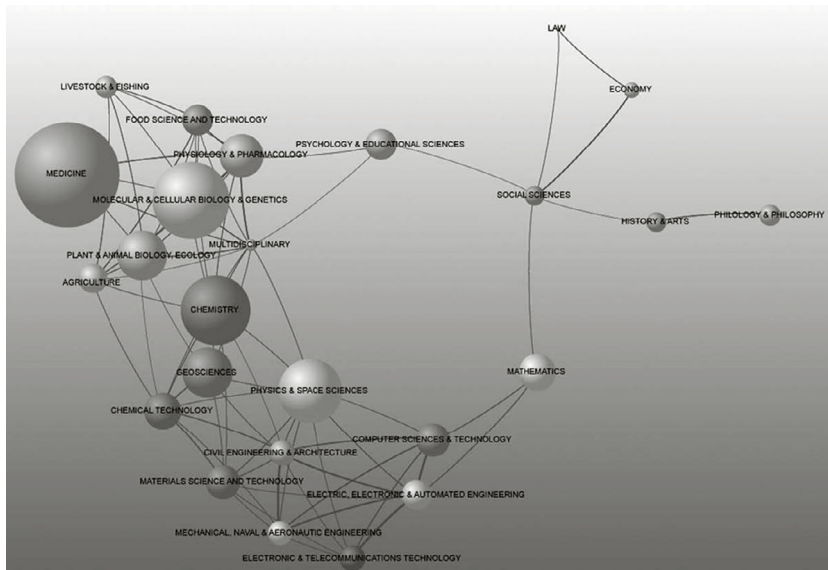 LAW
LIVESTOCK & FISHING
ECONOMY
FOOD SCIENCE AND TECHNOLOGY
PSYCHOLOGY & EDUCATIONAL SCIENCES
PHYSIOLOGY & PHARMACOLOGY
MEDICINE
SOCIAL SCIENCES
MOLECULAR & CELLULAR BIOLOGY & GENETICS
PHILOLOGY & PHILOSOPHY
HISTORY & ARTS
MULTIDISCIPLINARY
PLANT & ANIMAL BIOLOGY, ECOLOGY
AGRICULTURE
CHEMISTRY
GEOSCIENCES
MATHEMATICS
PHYSICS & SPACE SCIENCES
CHEMICAL TECHNOLOGY
COMPUTER SCIENCES & TECHNOLOGY
CIVIL ENGINEERING & ARCHITECTURE
MATERIALS SCIENCE AND TECHNOLOGY
ELECTRIC, ELECTRONIC & AUTOMATED ENGINEERING
MECHANICAL, NAVAL & AERONAUTIC ENGINEERING
ELECTRONIC & TELECOMMUNICATIONS TECHNOLOGY